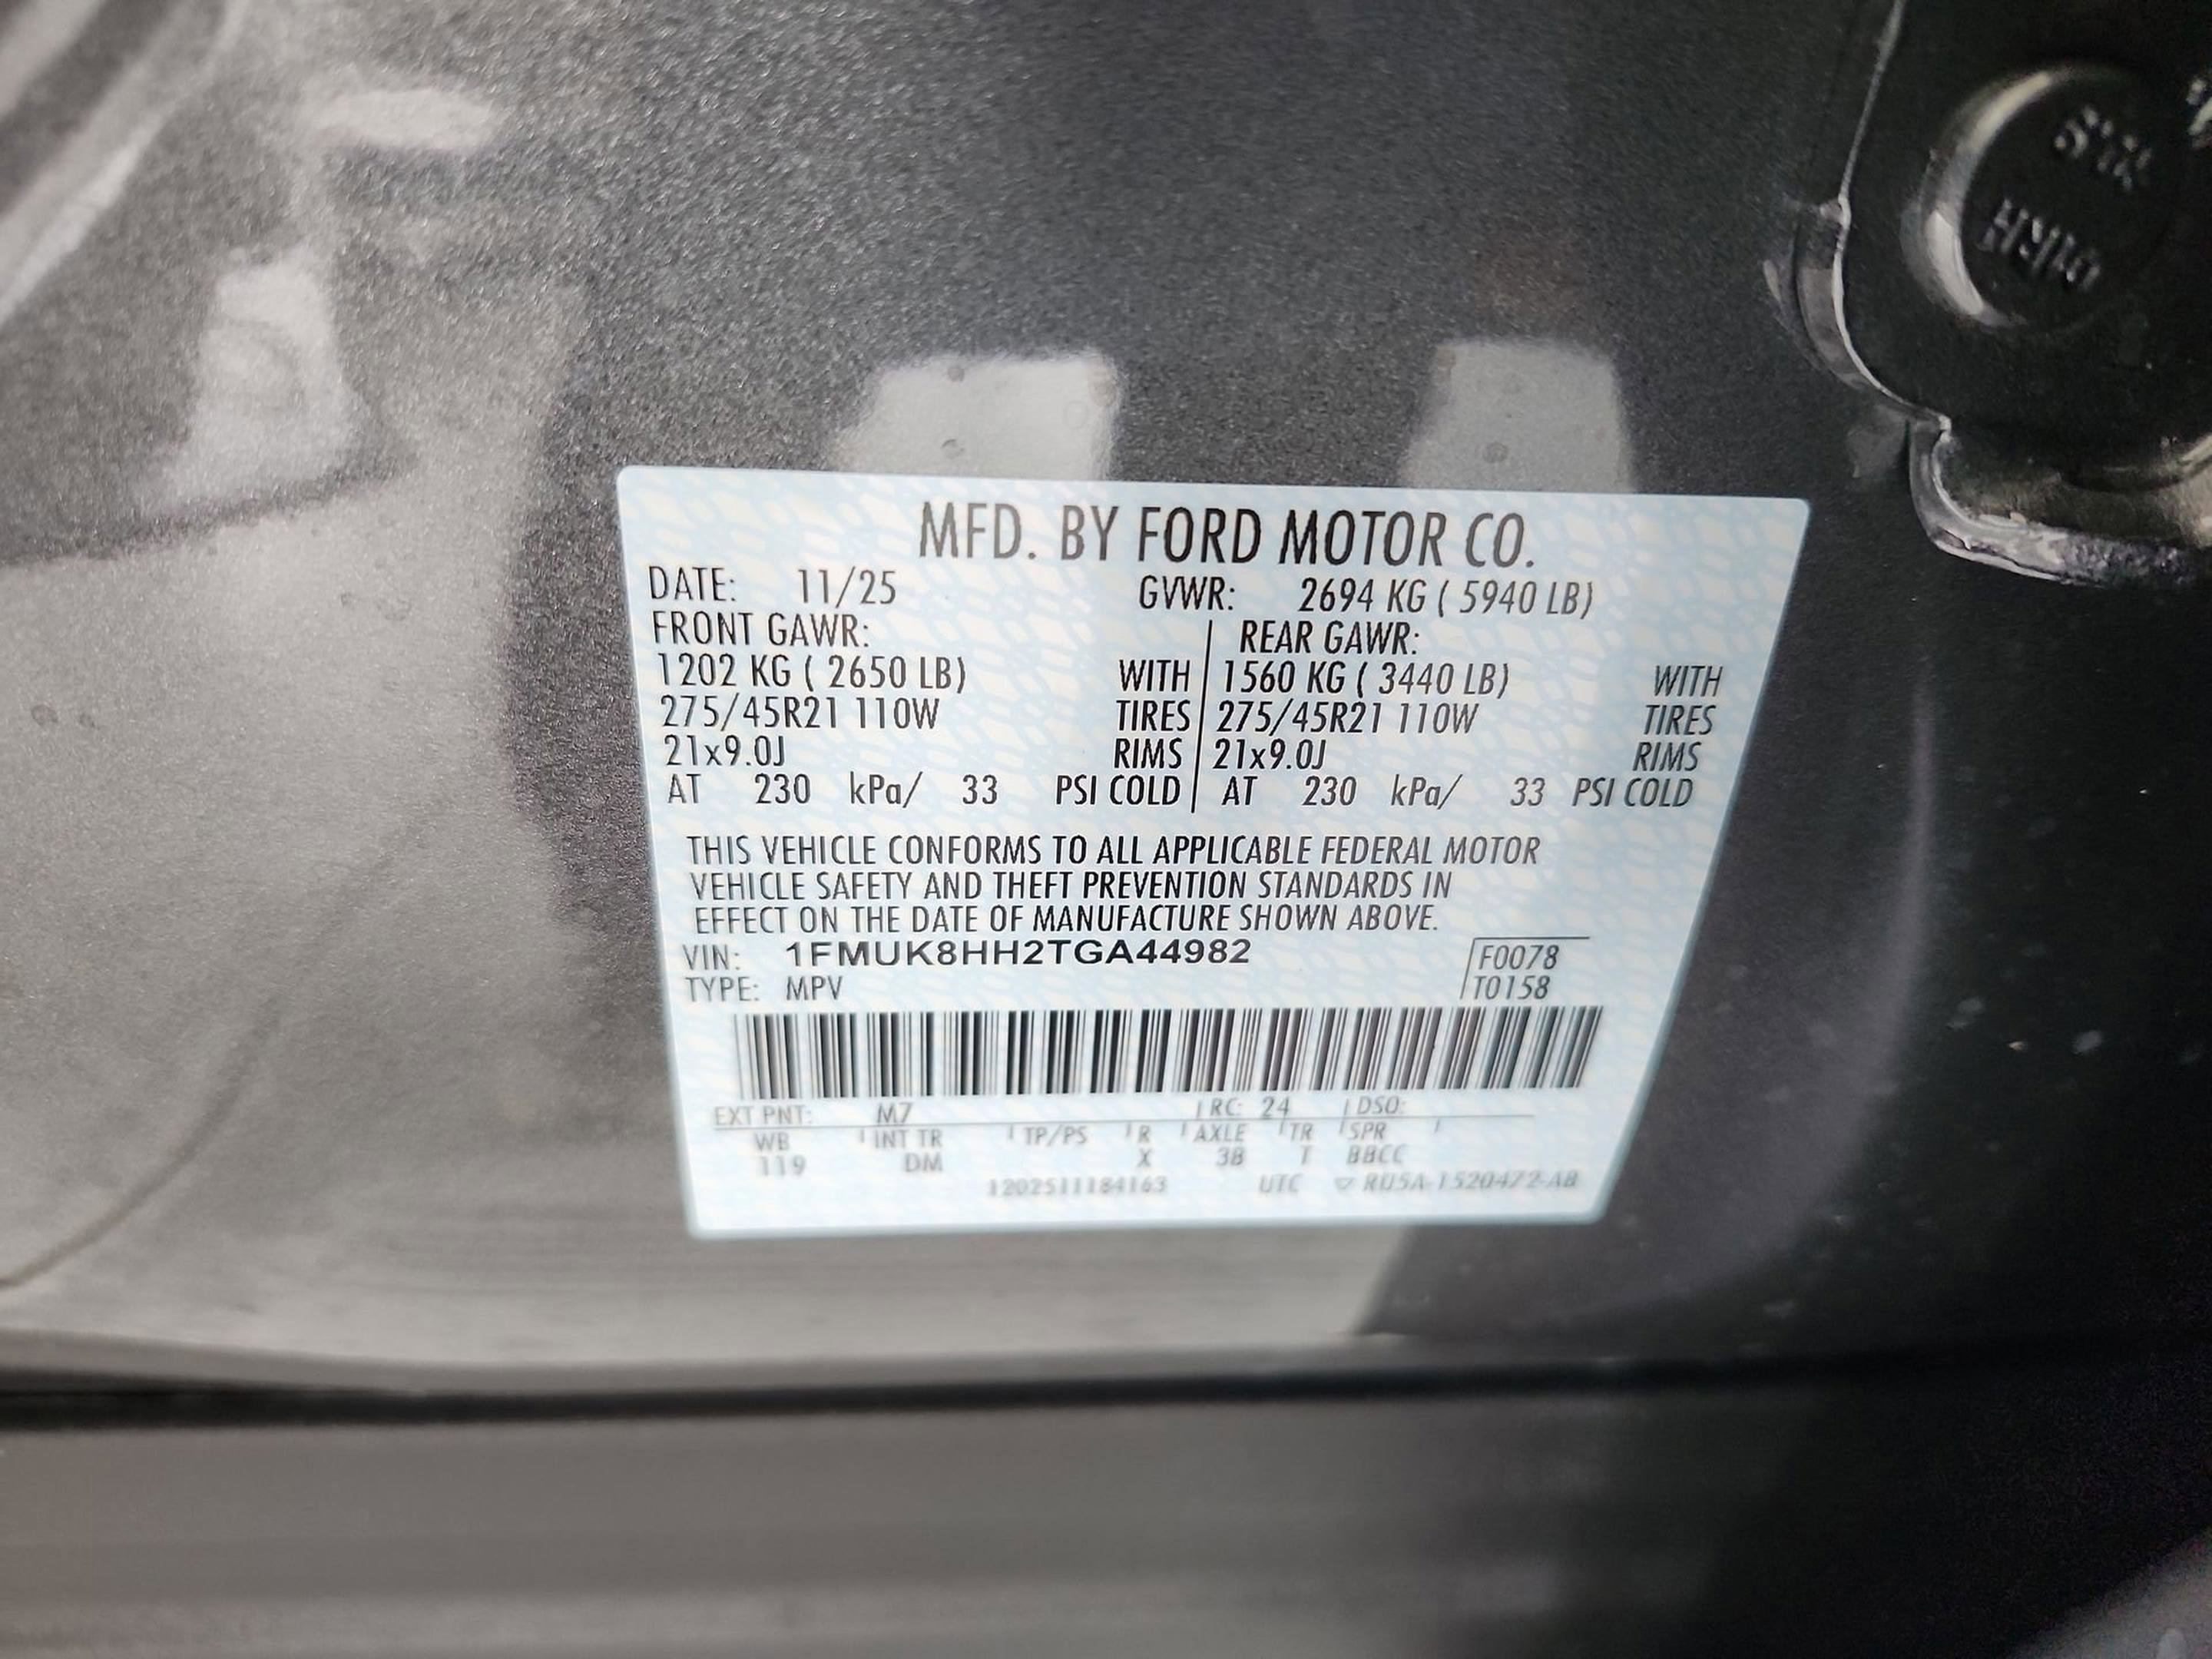 MFD. BY FORD MOTOR CO.
DATE: 11/25 GVWR: 2694 KG ( 5940 LB)
FRONT GAWR: REAR GAWR:
1202 KG ( 2650 LB) WITH 1560 KG ( 3440 LB) WITH
275/45R21 110W TIRES 275/45R21 110W TIRES
21x9.0J RIMS 21x9.0J RIMS
AT 230 kPa/ 33 PSI COLD AT 230 kPa/ 33 PSI COLD
THIS VEHICLE CONFORMS TO ALL APPLICABLE FEDERAL MOTOR
VEHICLE SAFETY AND THEFT PREVENTION STANDARDS IN
EFFECT ON THE DATE OF MANUFACTURE SHOWN ABOVE.
VIN: 1FMUK8HH2TGA44982 F0078
TYPE: MPV T0158
EXT PNT: M7 RC: 24 DSO:
WB INT TR TP/PS R AXLE TR SPR
119 DM X 3B T BBCC
1202511184163 UTC RU5A-1520472-AB